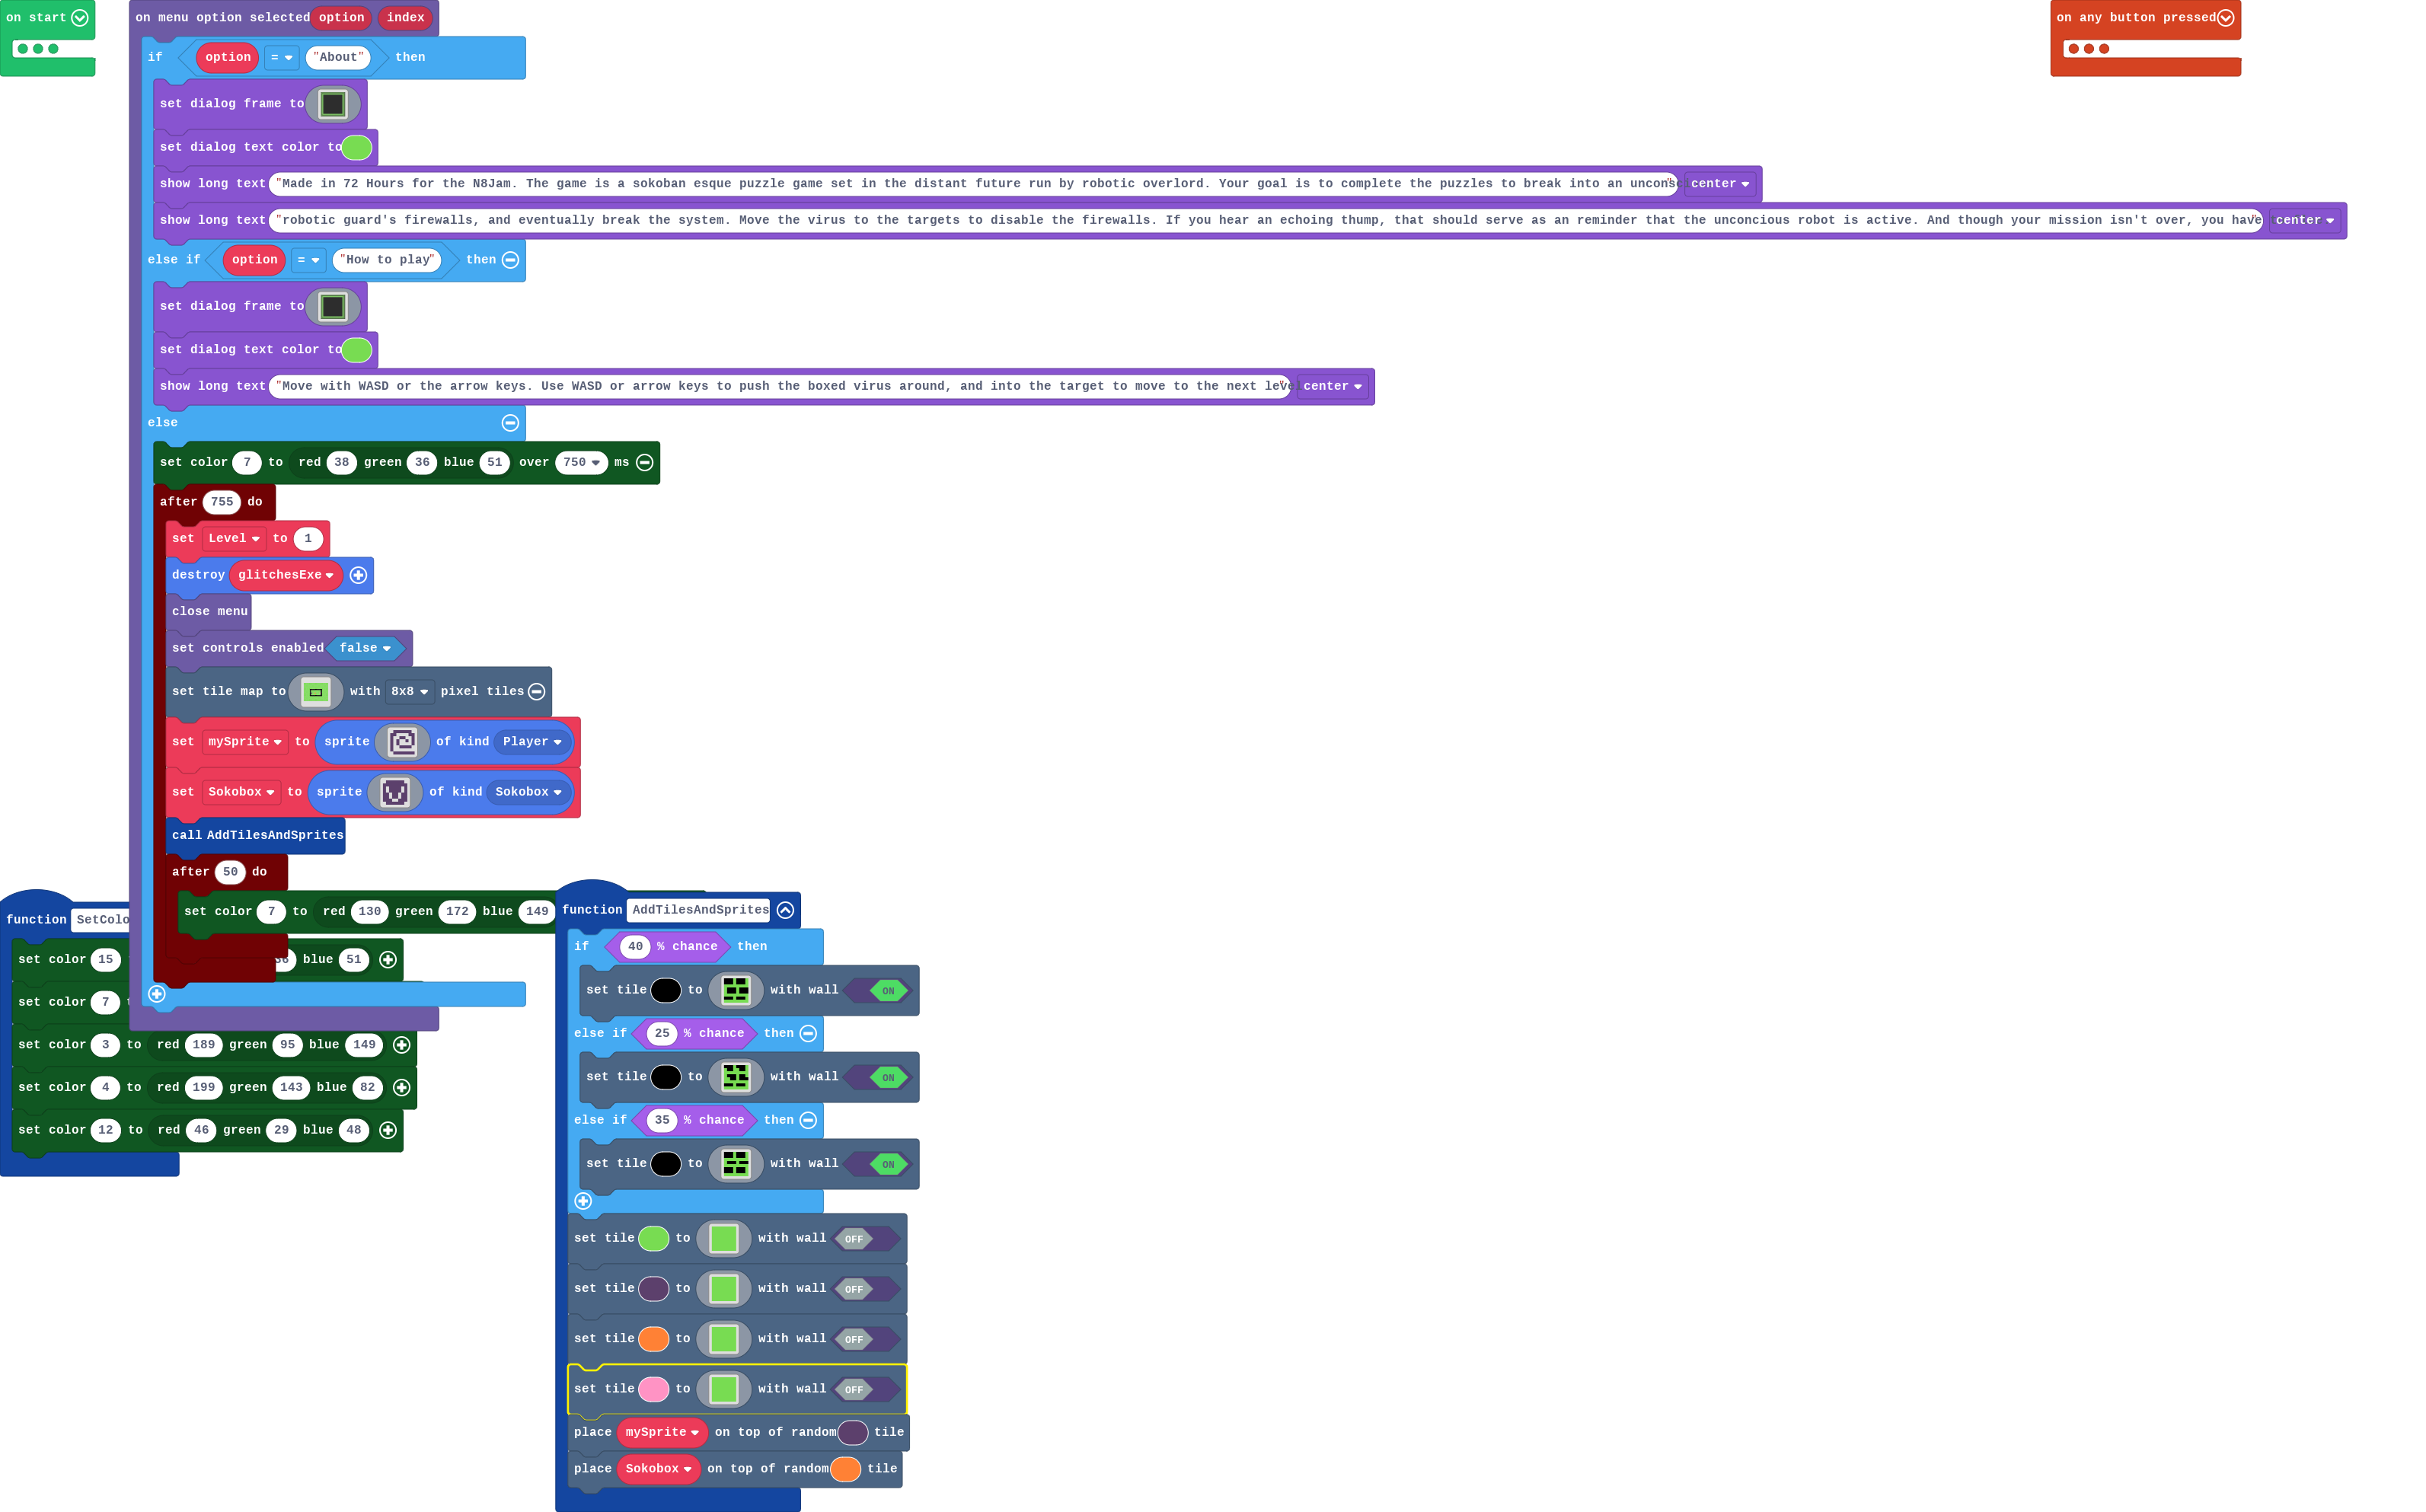 on start
on menu option selected option index
on any button pressed
if option = "About" then
set dialog frame to
set dialog text color to
show long text "Made in 72 Hours for the N8Jam. The game is a sokoban esque puzzle game set in the distant future run by robotic overlord. Your goal is to complete the puzzles to break into an center
show long text "robotic guard's firewalls, and eventually break the system. Move the virus to the targets to disable the firewalls. If you hear an echoing thump, that should serve as an reminder that the unconcious robot is active. And though your mission isn't over, you have center
else if option = "How to play" then
set dialog frame to
set dialog text color to
show long text "Move with WASD or the arrow keys. Use WASD or arrow keys to push the boxed virus around, and into the target to move to the next level center
else
set color 7 to red 38 green 36 blue 51 over 750 ms
after 755 do
set Level to 1
destroy glitchesExe
close menu
set controls enabled false
set tile map to with 8x8 pixel tiles
set mySprite to sprite of kind Player
set Sokobox to sprite of kind Sokobox
call AddTilesAndSprites
after 50 do
set color 7 to red 130 green 172 blue 149
function SetColo
set color 15 blue 51
set color 7
set color 3 to red 189 green 95 blue 149
set color 4 to red 199 green 143 blue 82
set color 12 to red 46 green 29 blue 48
function AddTilesAndSprites
if 40 % chance then
set tile to with wall ON
else if 25 % chance then
set tile to with wall ON
else if 35 % chance then
set tile to with wall ON
set tile to with wall OFF
set tile to with wall OFF
set tile to with wall OFF
set tile to with wall OFF
place mySprite on top of random tile
place Sokobox on top of random tile